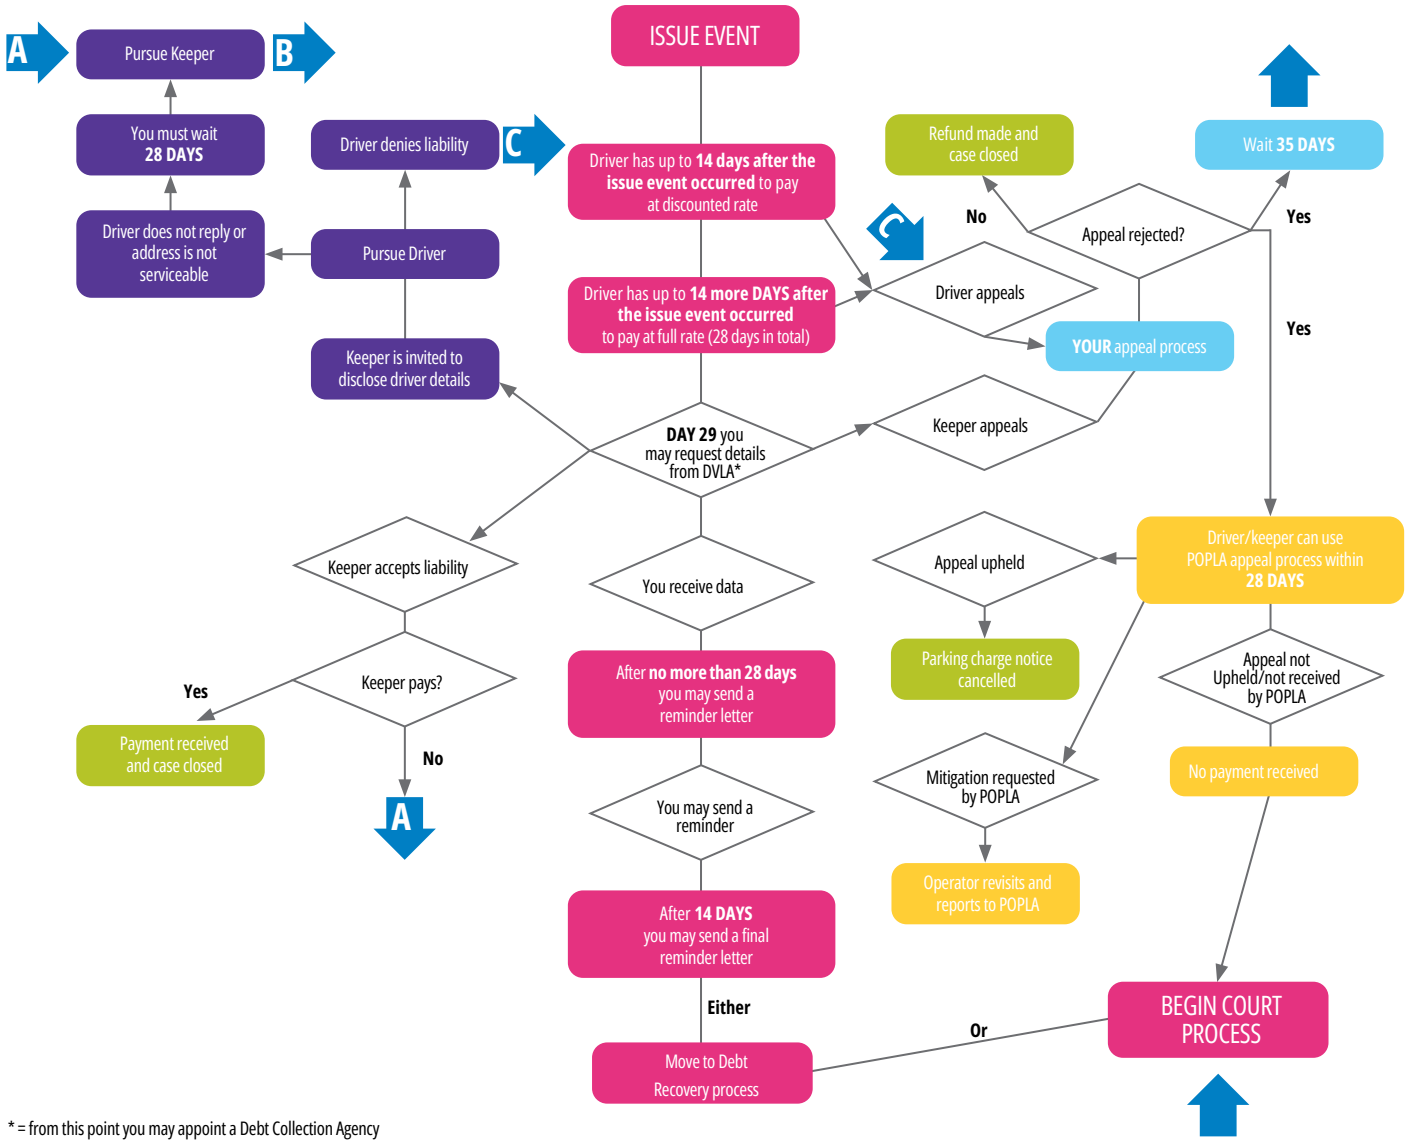 ISSUE EVENT
A
Pursue Keeper
B
You must wait
28 DAYS
Driver denies liability
C
Driver does not reply or
address is not
serviceable
Pursue Driver
Keeper is invited to
disclose driver details
Driver has up to 14 days after the
issue event occurred to pay
at discounted rate
Driver has up to 14 more DAYS after
the issue event occurred
to pay at full rate (28 days in total)
Refund made and
case closed
Wait 35 DAYS
C
No
Appeal rejected?
Yes
Driver appeals
Yes
YOUR appeal process
DAY 29 you
may request details
from DVLA*
Keeper appeals
Keeper accepts liability
You receive data
Appeal upheld
Driver/keeper can use
POPLA appeal process within
28 DAYS
Keeper pays?
Yes
Payment received
and case closed
No
A
After no more than 28 days
you may send a
reminder letter
Parking charge notice
cancelled
Appeal not
Upheld/not received
by POPLA
You may send a
reminder
Mitigation requested
by POPLA
No payment received
After 14 DAYS
you may send a final
reminder letter
Operator revisits and
reports to POPLA
Either
Move to Debt
Recovery process
Or
BEGIN COURT
PROCESS
* = from this point you may appoint a Debt Collection Agency